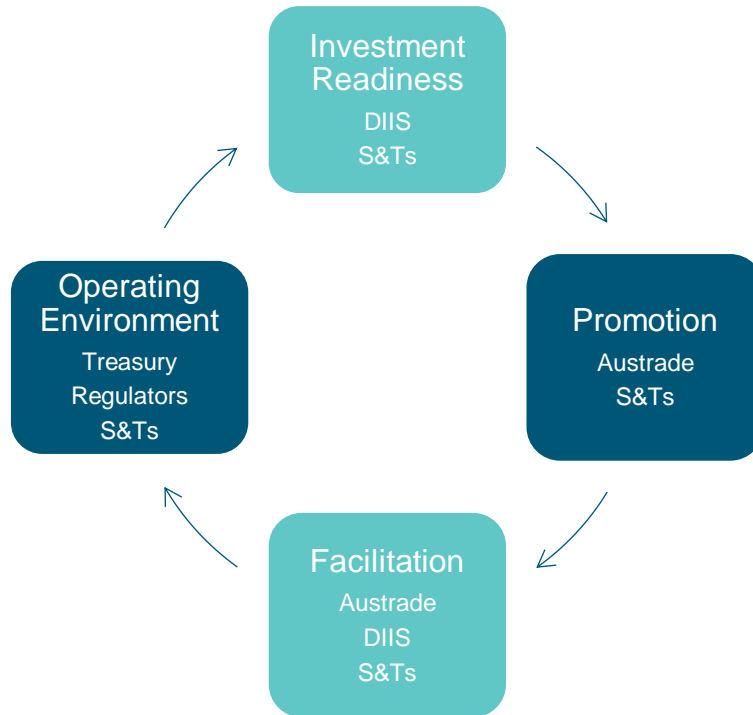 Investment
Readiness
DIIS
S&Ts
Operating
Environment
Treasury
Regulators
S&Ts
Promotion
Austrade
S&Ts
Facilitation
Austrade
DIIS
S&Ts